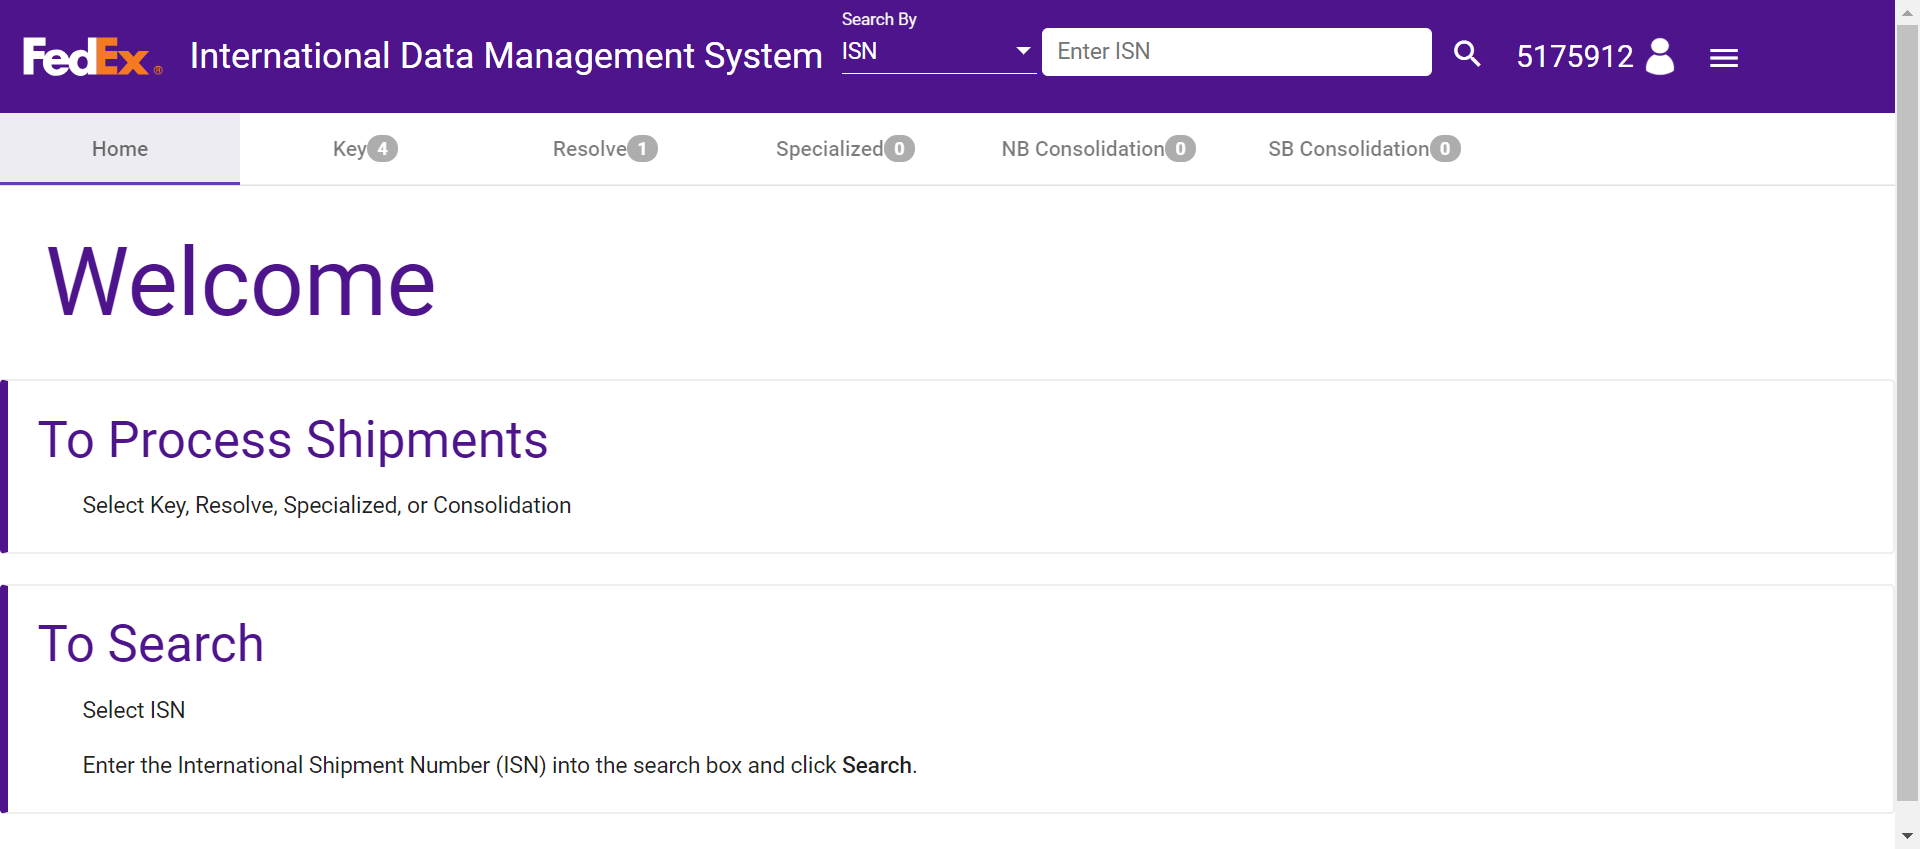 FedEx ®
International Data Management System
Search By
ISN
Enter ISN
5175912
Home
Key 4
Resolve 1
Specialized 0
NB Consolidation 0
SB Consolidation 0
Welcome
To Process Shipments
Select Key, Resolve, Specialized, or Consolidation
To Search
Select ISN
Enter the International Shipment Number (ISN) into the search box and click Search.